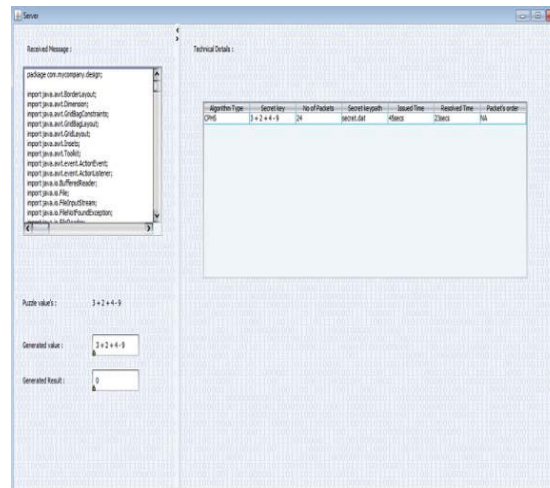 Server
Received Message :
package com.mycompany.design;
import java.awt.BorderLayout;
import java.awt.Dimension;
import java.awt.GridBagConstraints;
import java.awt.GridBagLayout;
import java.awt.GridLayout;
import java.awt.Insets;
import java.awt.Toolkit;
import java.awt.event.ActionEvent;
import java.awt.event.ActionListener;
import java.io.BufferedReader;
import java.io.File;
import java.io.FileInputStream;
import java.io.FileNotFoundException;
Technical Details :
Algorithm Type Secret key No of Packets Secret keypath Issued Time Resolved Time Packet's order
CPHS 3 + 2 + 4 - 9 24 secret.dat 45secs 23secs NA
Puzzle value's : 3 + 2 + 4 - 9
Generated value : 3 + 2 + 4 - 9
Generated Result : 0